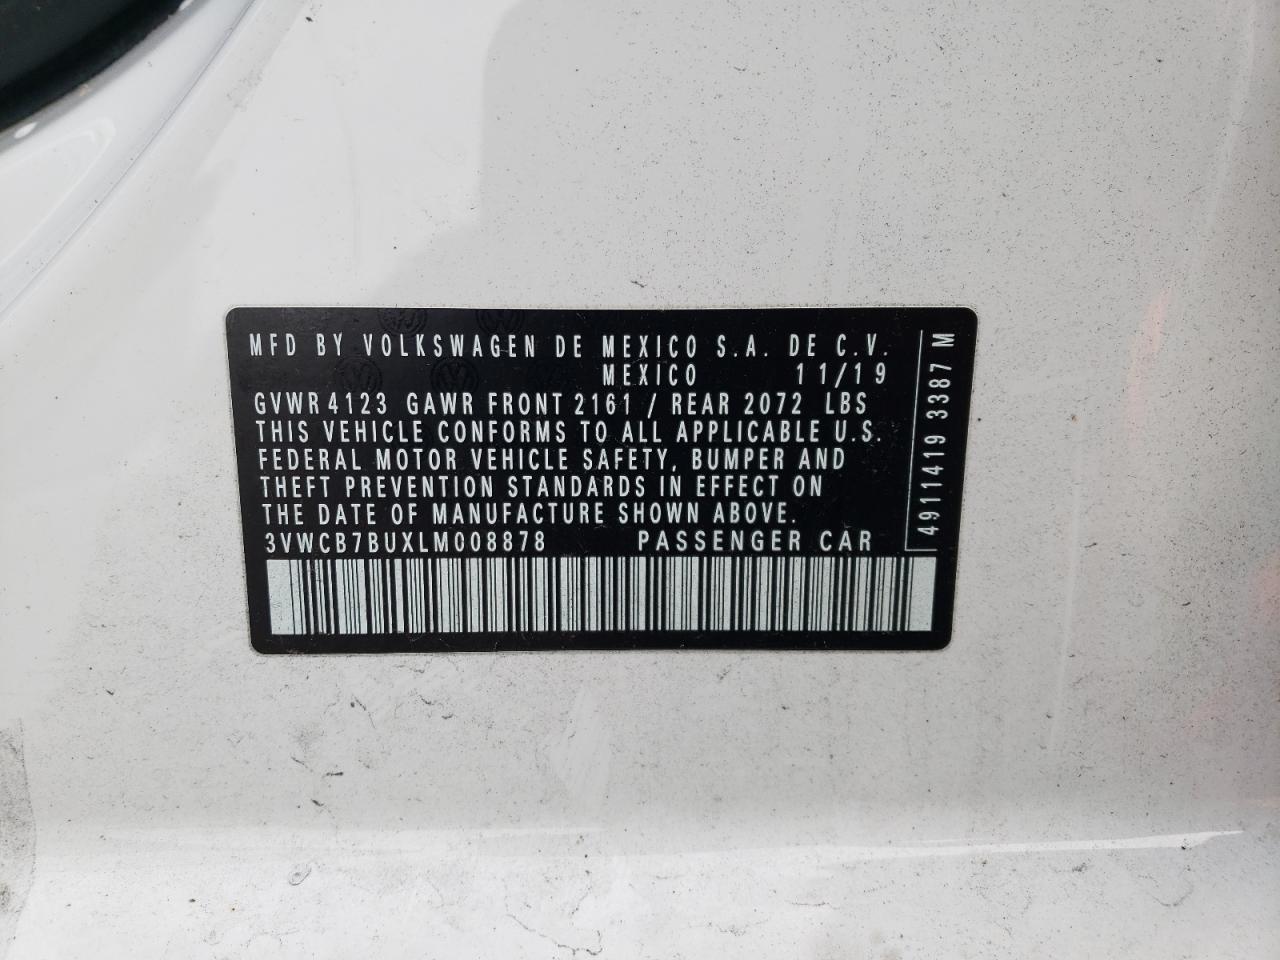 MFD BY VOLKSWAGEN DE MEXICO S.A. DE C.V.
MEXICO 11/19
GVWR 4123 GAWR FRONT 2161 / REAR 2072 LBS
THIS VEHICLE CONFORMS TO ALL APPLICABLE U.S.
FEDERAL MOTOR VEHICLE SAFETY, BUMPER AND
THEFT PREVENTION STANDARDS IN EFFECT ON
THE DATE OF MANUFACTURE SHOWN ABOVE.
3VWCB7BUXLM008878 PASSENGER CAR
4911419 3387 M